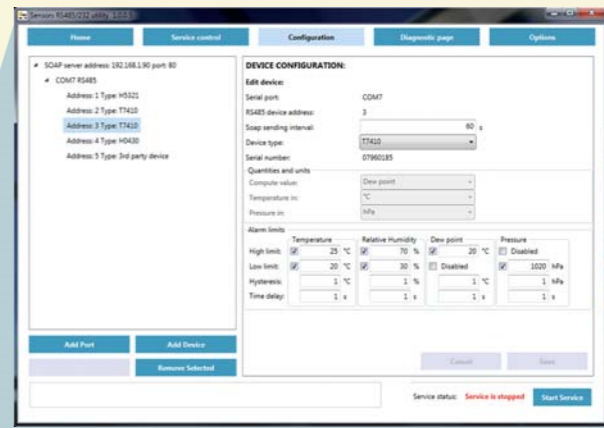 Sensors RS485/232 utility 1.0.0.5
Home Service control Configuration Diagnostic page Options
SOAP server address: 192.168.1.90 port: 80
COM7 RS485
Address: 1 Type: H5321
Address: 2 Type: T7410
Address: 3 Type: T7410
Address: 4 Type: H0430
Address: 5 Type: 3rd party device
Add Port Add Device
Remove Selected
DEVICE CONFIGURATION:
Edit device:
Serial port: COM7
RS485 device address: 3
Soap sending interval: 60 s
Device type: T7410
Serial number: 07960185
Quantities and units
Compute value: Dew point
Temperature in: °C
Pressure in: hPa
Alarm limits
Temperature Relative Humidity Dew point Pressure
High limit: 25 °C 70 % 20 °C Disabled
Low limit: 20 °C 30 % Disabled 1020 hPa
Hysteresis: 1 °C 1 % 1 °C 1 hPa
Time delay: 1 s 1 s 1 s 1 s
Cancel Save
Service status: Service is stopped Start Service